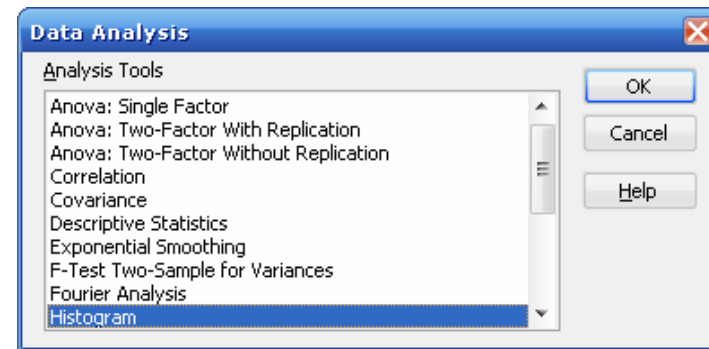 Data Analysis
Analysis Tools
Anova: Single Factor
Anova: Two-Factor With Replication
Anova: Two-Factor Without Replication
Correlation
Covariance
Descriptive Statistics
Exponential Smoothing
F-Test Two-Sample for Variances
Fourier Analysis
Histogram
OK
Cancel
Help